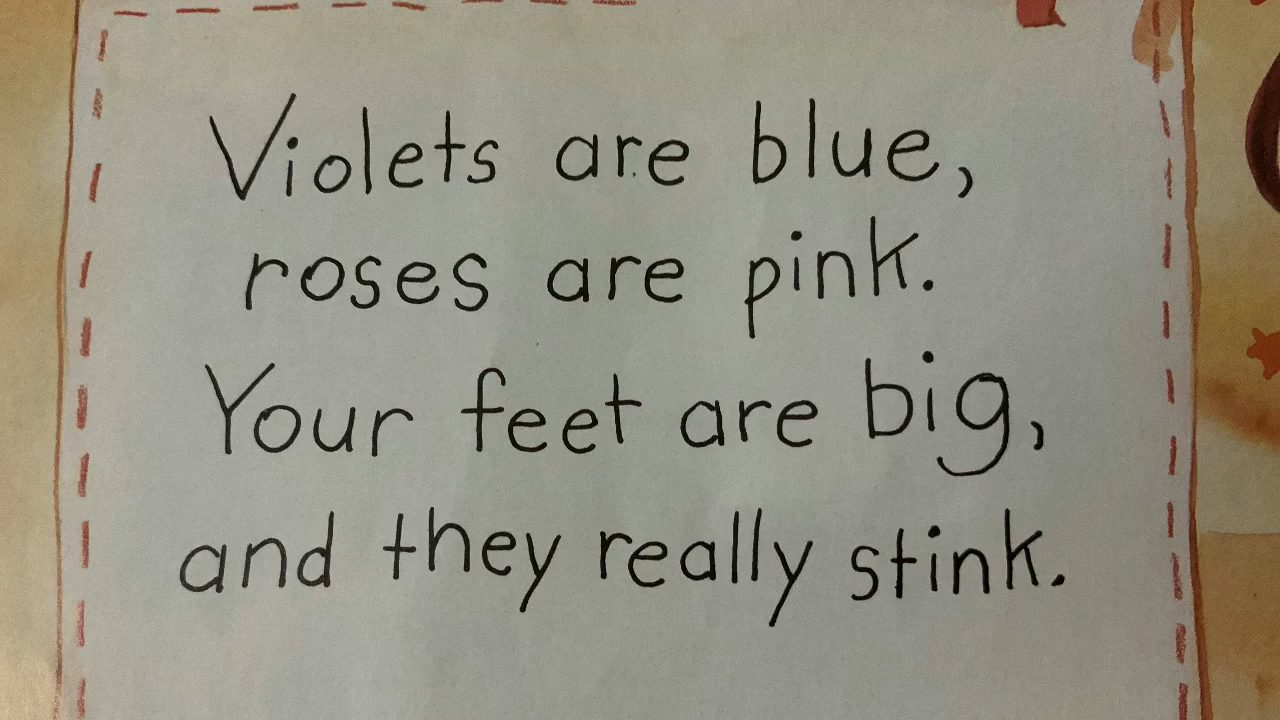 Violets are blue,
roses are pink.
Your feet are big,
and they really stink.